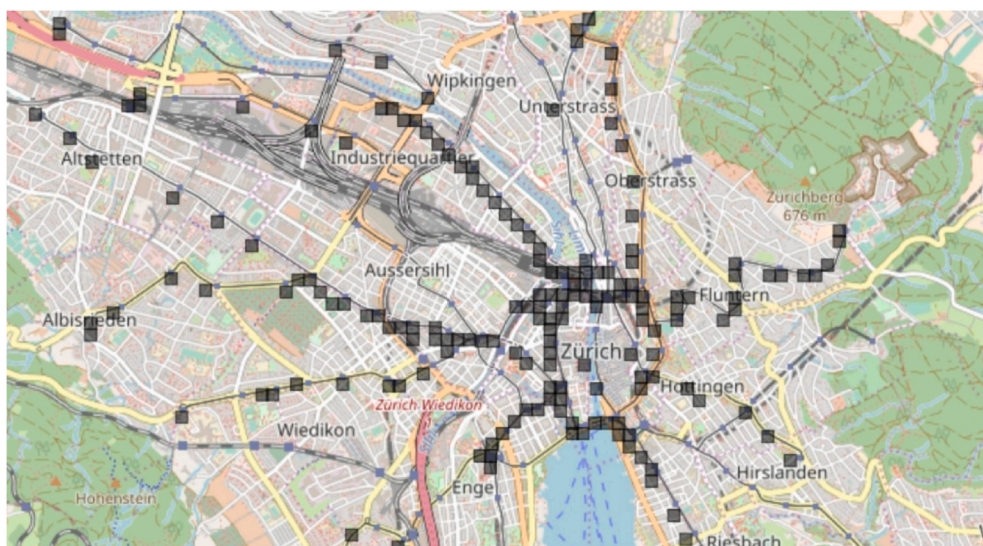 Wipkingen
Unterstrass
Altstetten
Industriequartier
Oberstrass
Zürichberg
676 m
Aussersihl
Fluntern
Albisrieden
Zürich
Hottingen
Zürich Wiedikon
Wiedikon
Hirslanden
Enge
Hohenstein
Riesbach